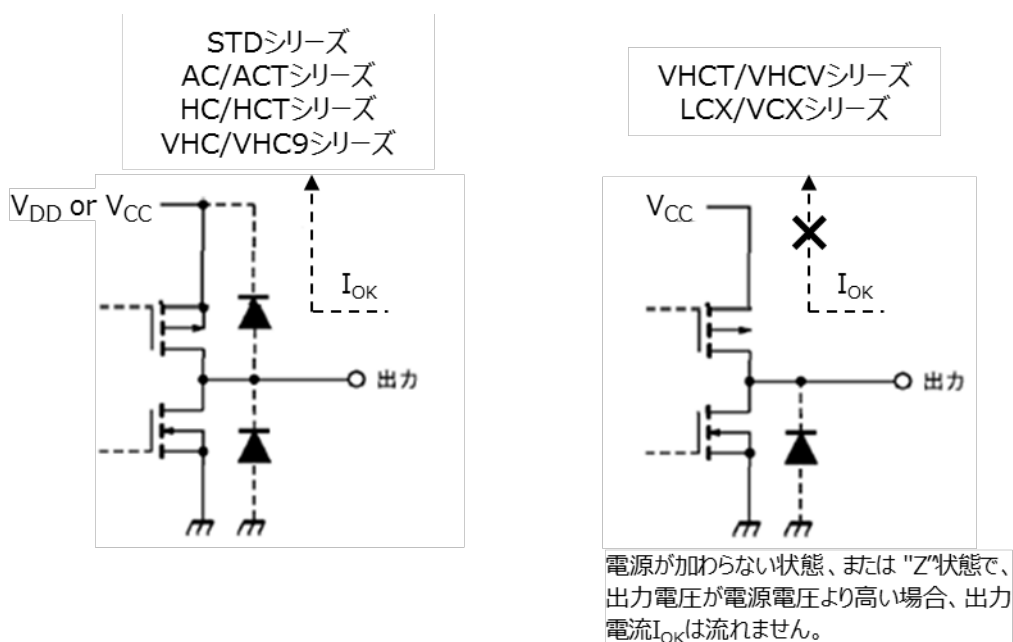 STDシリーズ
AC/ACTシリーズ
HC/HCTシリーズ
VHC/VHC9シリーズ
VDD or VCC
IOK
出力
VHCT/VHCVシリーズ
LCX/VCXシリーズ
VCC
IOK
出力
電源が加わらない状態、または "Z"状態で、
出力電圧が電源電圧より高い場合、出力
電流IOKは流れません。